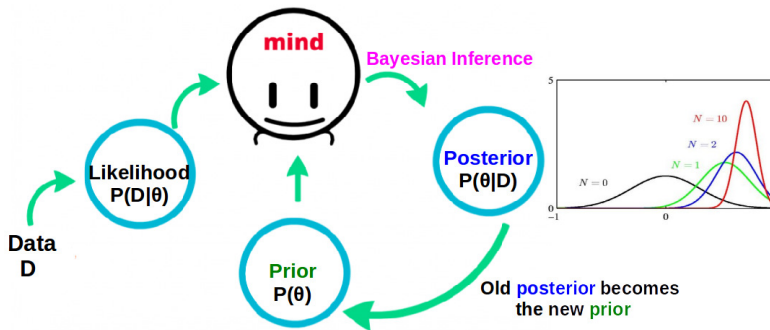 mind
Bayesian Inference
Likelihood
P(D|θ)
Posterior
P(θ|D)
Data
D
Prior
P(θ)
Old posterior becomes
the new prior
5
N = 10
N = 2
N = 1
N = 0
0
−1
0